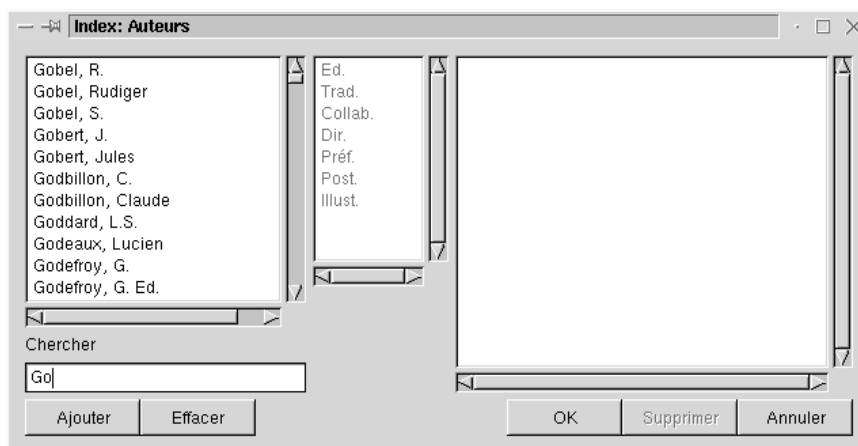 Index: Auteurs
Gobel, R.
Gobel, Rudiger
Gobel, S.
Gobert, J.
Gobert, Jules
Godbillon, C.
Godbillon, Claude
Goddard, L.S.
Godeaux, Lucien
Godefroy, G.
Godefroy, G. Ed.
Ed.
Trad.
Collab.
Dir.
Préf.
Post.
Illust.
Chercher
Go
Ajouter Effacer OK Supprimer Annuler